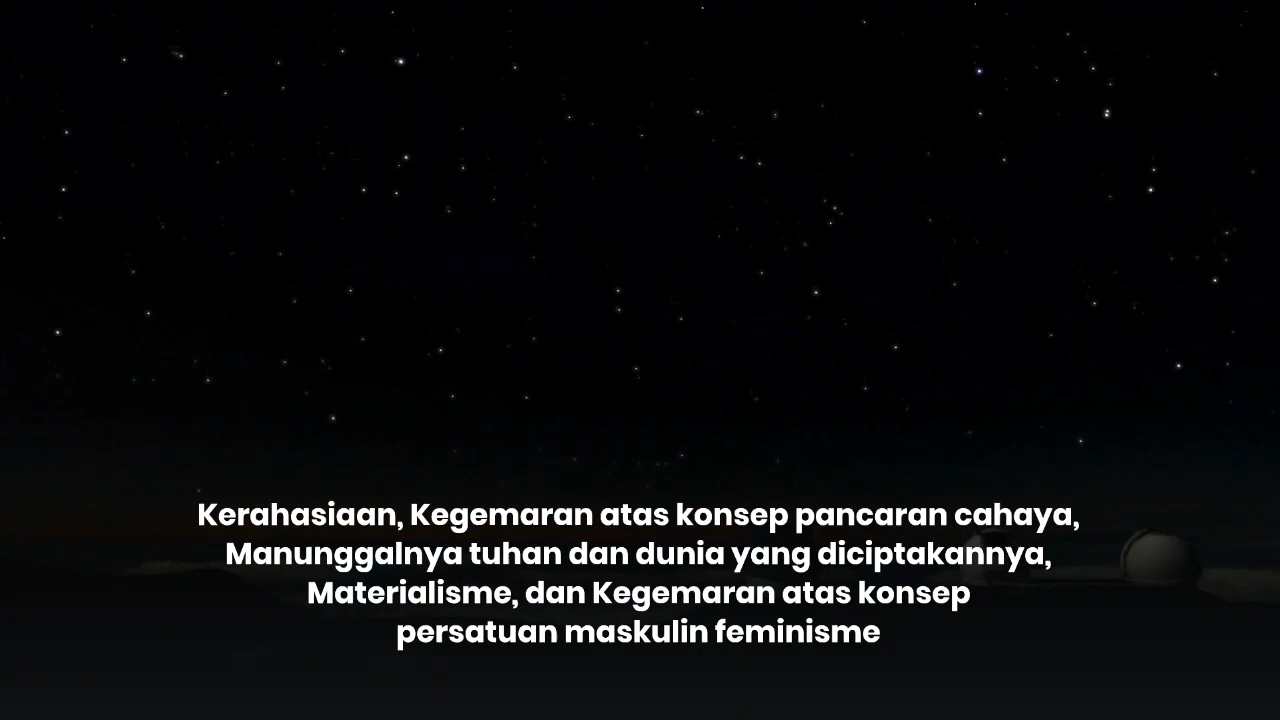 Kerahasiaan, Kegemaran atas konsep pancaran cahaya,
Manunggalnya tuhan dan dunia yang diciptakannya,
Materialisme, dan Kegemaran atas konsep
persatuan maskulin feminisme